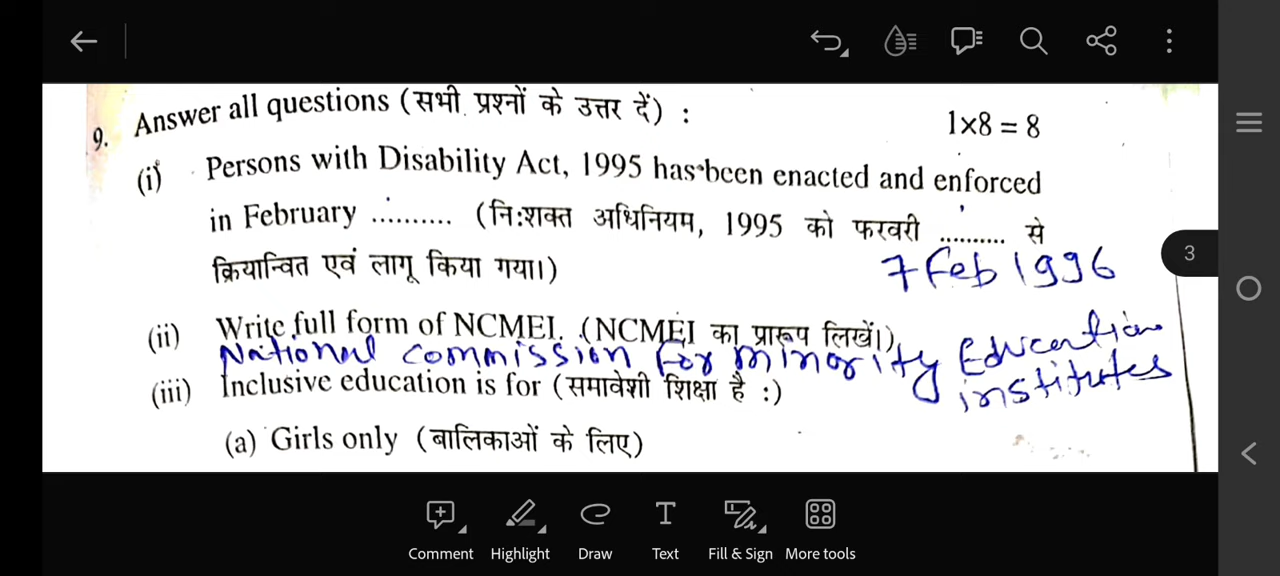 9. Answer all questions (सभी प्रश्नों के उत्तर दें) : 1×8 = 8
(i) Persons with Disability Act, 1995 has been enacted and enforced
in February .......... (नि:शक्त अधिनियम, 1995 को फरवरी .......... से
क्रियान्वित एवं लागू किया गया।)
7 Feb 1996
3
(ii) Write full form of NCMEI. (NCMEI का प्रारूप लिखें।)
National commission For minority Education
institutes
(iii) Inclusive education is for (समावेशी शिक्षा है :)
(a) Girls only (बालिकाओं के लिए)
Comment Highlight Draw Text Fill & Sign More tools